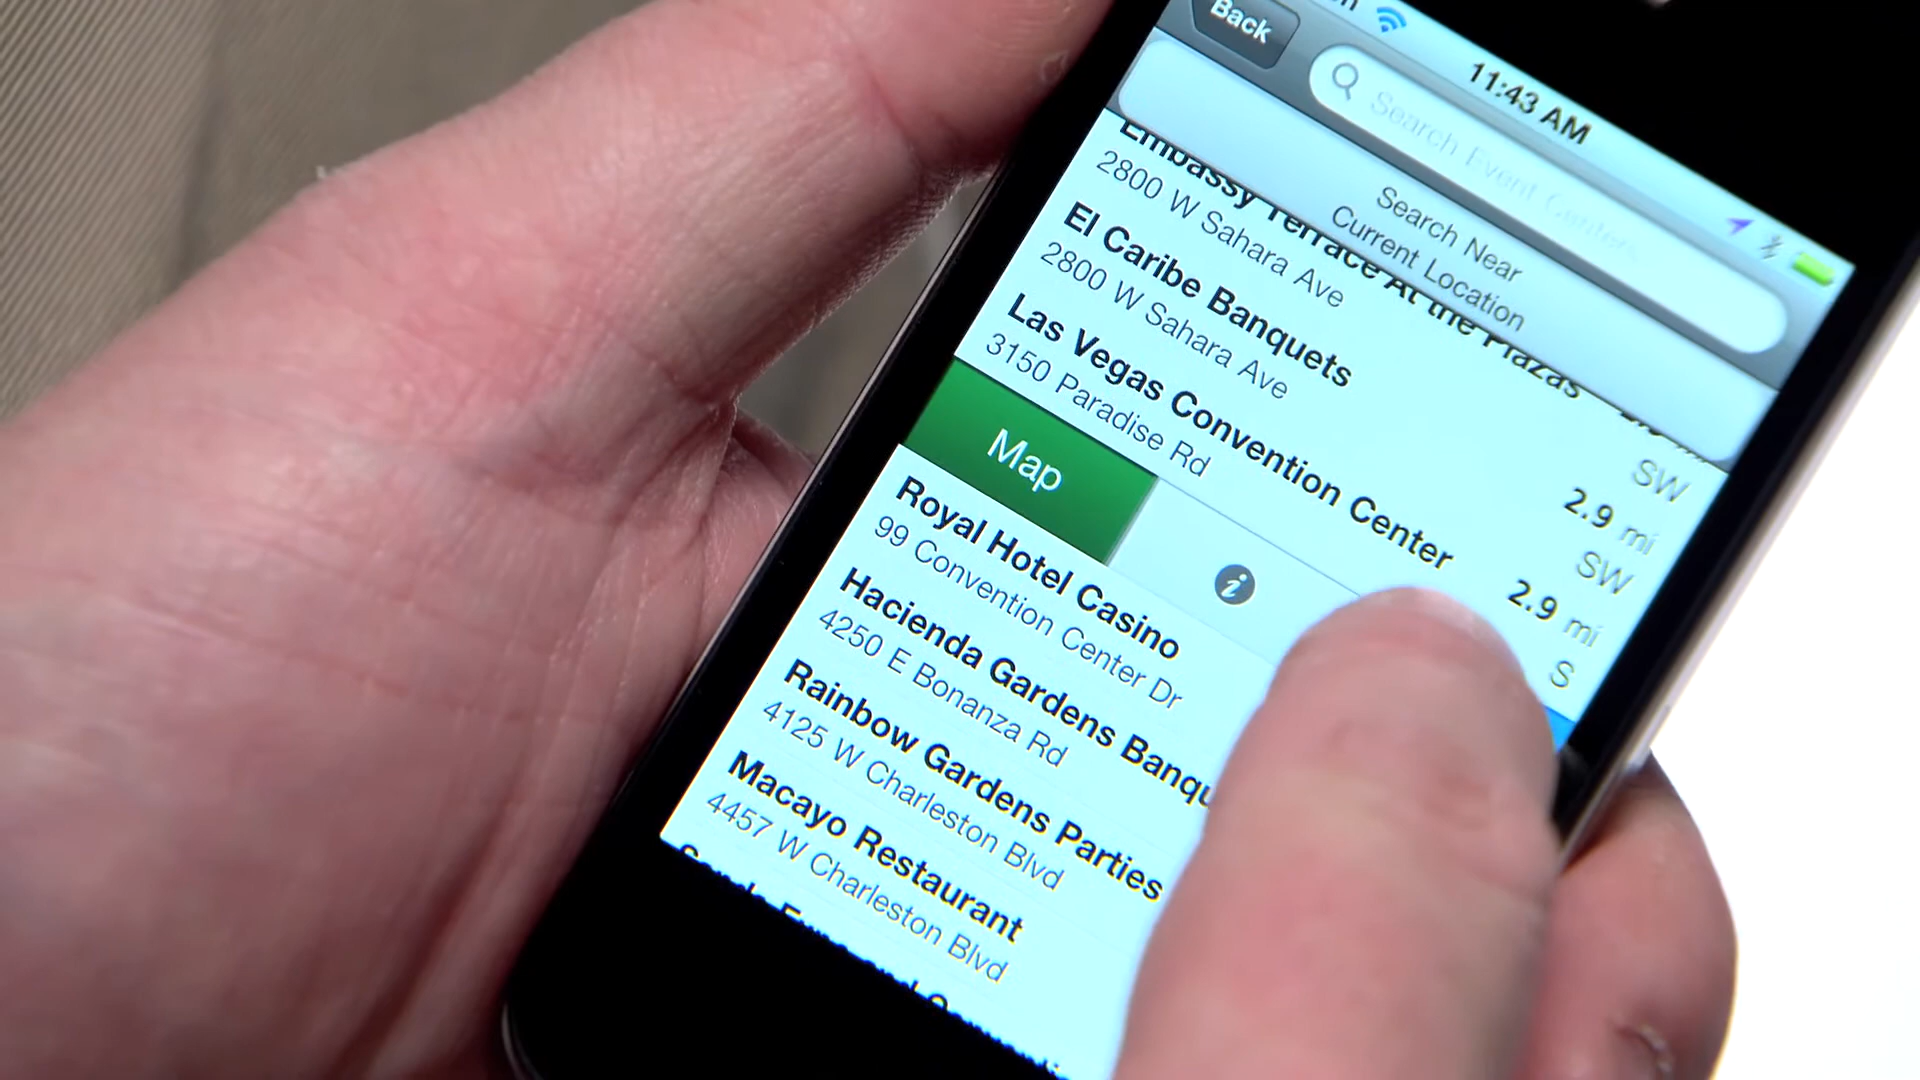 11:43 AM
Back
Search Event Centers
Search Near
Current Location
Embassy Terrace At the Plazas
2800 W Sahara Ave
SW
El Caribe Banquets
2.9 mi
2800 W Sahara Ave
SW
Las Vegas Convention Center
2.9 mi
3150 Paradise Rd
S
Map
i
Royal Hotel Casino
99 Convention Center Dr
Hacienda Gardens Banqu
4250 E Bonanza Rd
Rainbow Gardens Parties
4125 W Charleston Blvd
Macayo Restaurant
4457 W Charleston Blvd